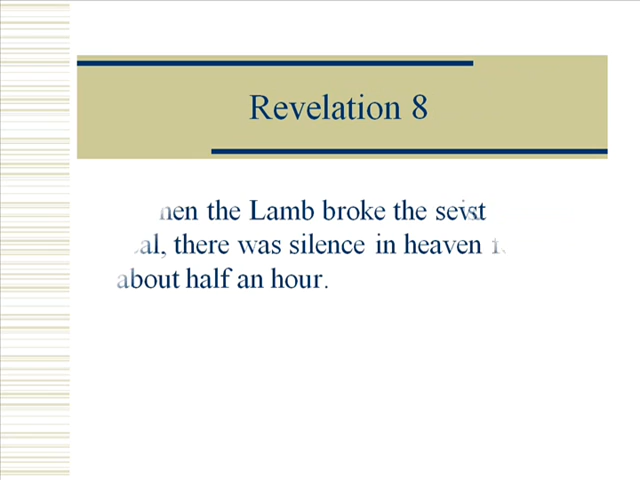 Revelation 8
the Lamb broke the
there was silence in heaven
about half an hour.